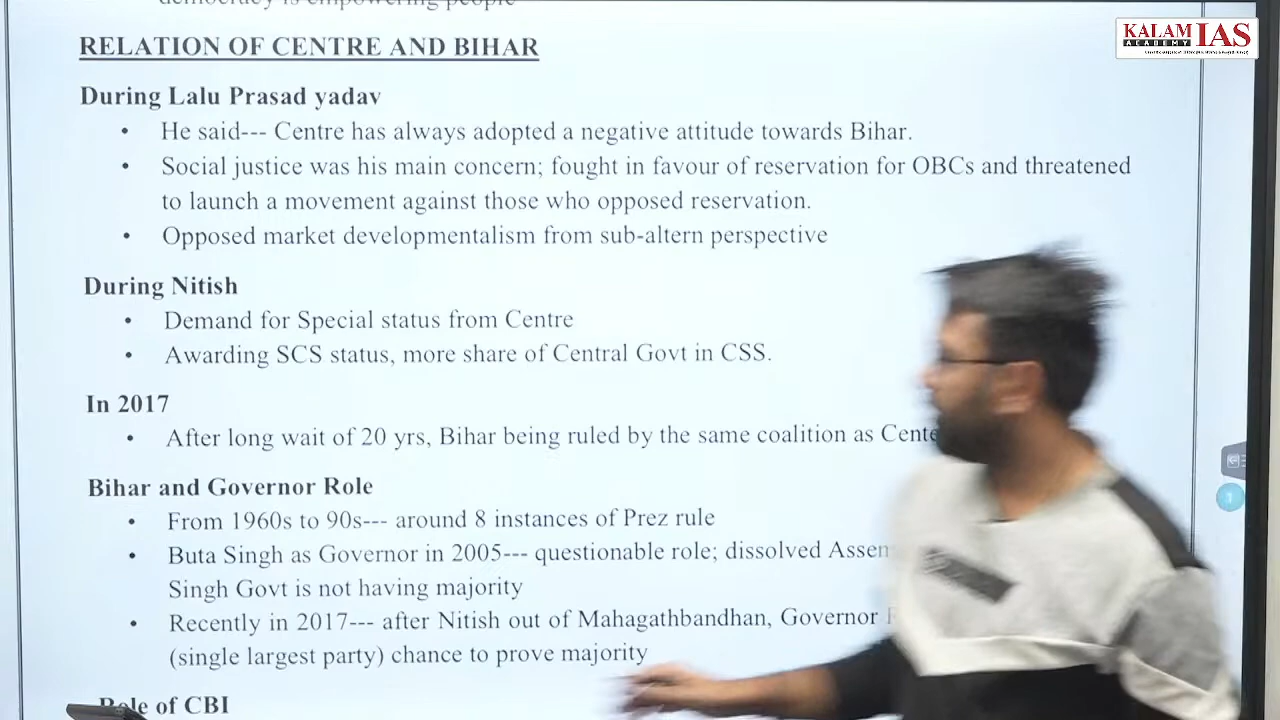 democracy is empowering people
KALAM IAS
ACADEMY
RELATION OF CENTRE AND BIHAR
During Lalu Prasad yadav
• He said--- Centre has always adopted a negative attitude towards Bihar.
• Social justice was his main concern; fought in favour of reservation for OBCs and threatened
to launch a movement against those who opposed reservation.
• Opposed market developmentalism from sub-altern perspective
During Nitish
• Demand for Special status from Centre
• Awarding SCS status, more share of Central Govt in CSS.
In 2017
• After long wait of 20 yrs, Bihar being ruled by the same coalition as Cente
Bihar and Governor Role
• From 1960s to 90s--- around 8 instances of Prez rule
• Buta Singh as Governor in 2005--- questionable role; dissolved Assem
Singh Govt is not having majority
• Recently in 2017--- after Nitish out of Mahagathbandhan, Governor
(single largest party) chance to prove majority
Role of CBI